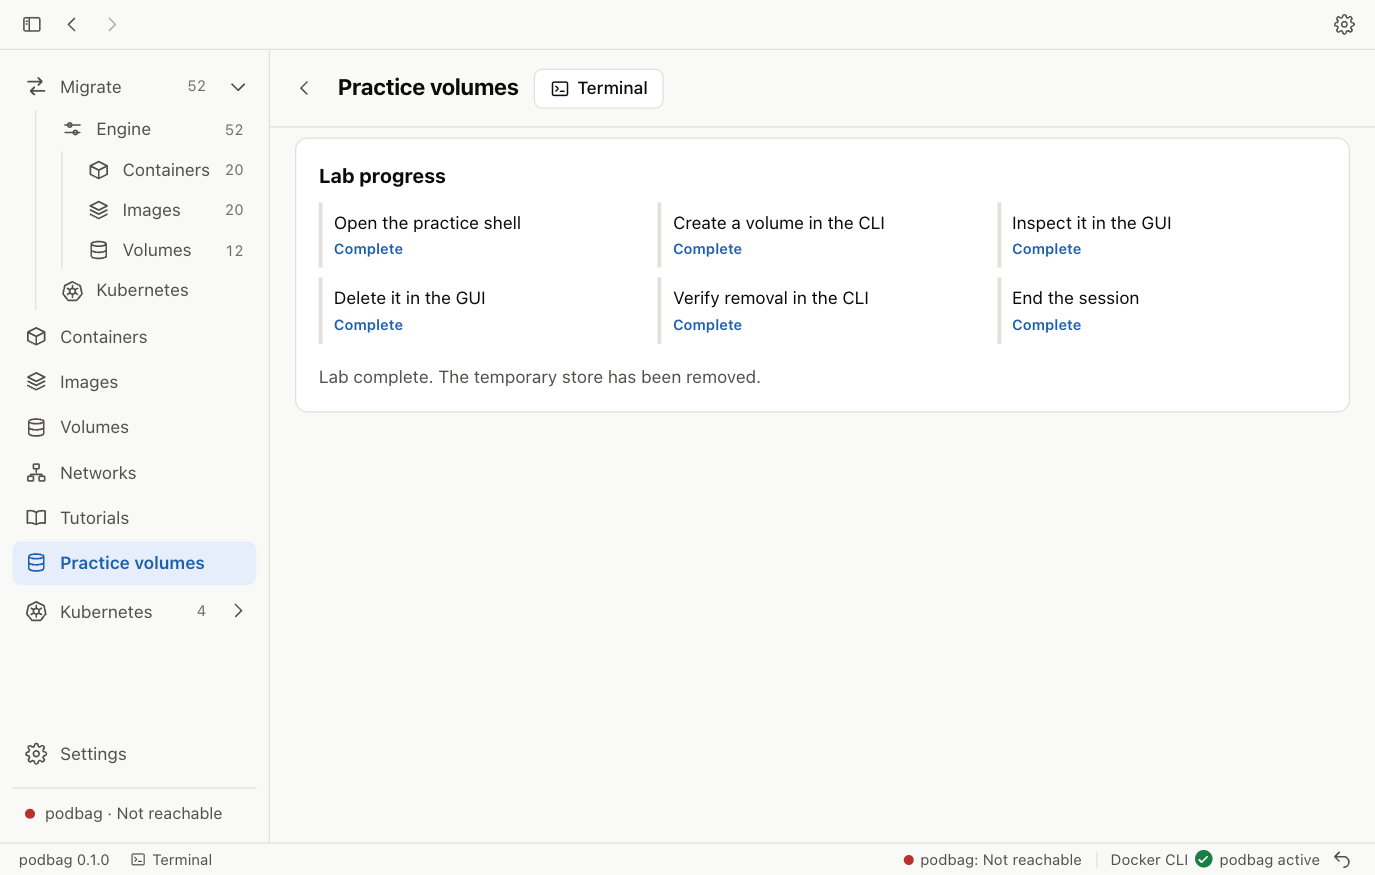 Migrate 52
Engine 52
Containers 20
Images 20
Volumes 12
Kubernetes
Containers
Images
Volumes
Networks
Tutorials
Practice volumes
Kubernetes 4
Settings
podbag · Not reachable
Practice volumes
Terminal
Lab progress
Open the practice shell
Complete
Create a volume in the CLI
Complete
Inspect it in the GUI
Complete
Delete it in the GUI
Complete
Verify removal in the CLI
Complete
End the session
Complete
Lab complete. The temporary store has been removed.
podbag 0.1.0 Terminal podbag: Not reachable Docker CLI podbag active